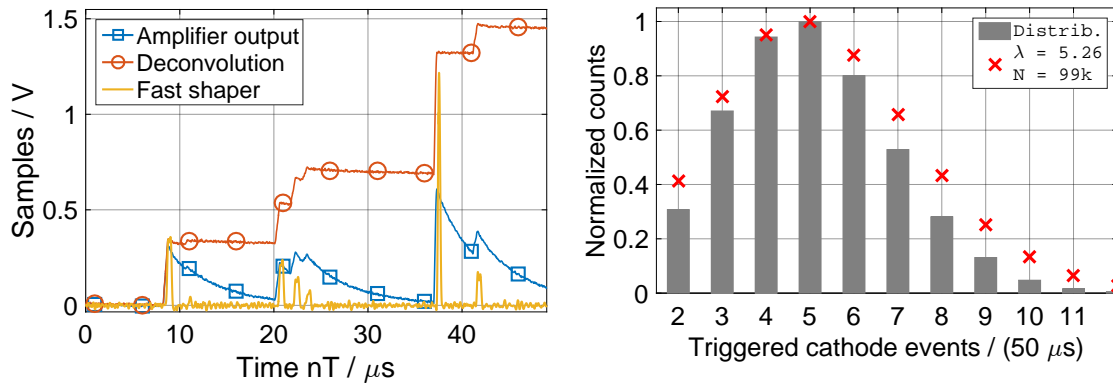 1.5
1
0.5
0
0
10
20
30
40
Samples / V
Time nT / μs
Amplifier output
Deconvolution
Fast shaper
1
0.8
0.6
0.4
0.2
0
2
3
4
5
6
7
8
9
10
11
Normalized counts
Triggered cathode events / (50 μs)
Distrib.
λ = 5.26
N = 99k